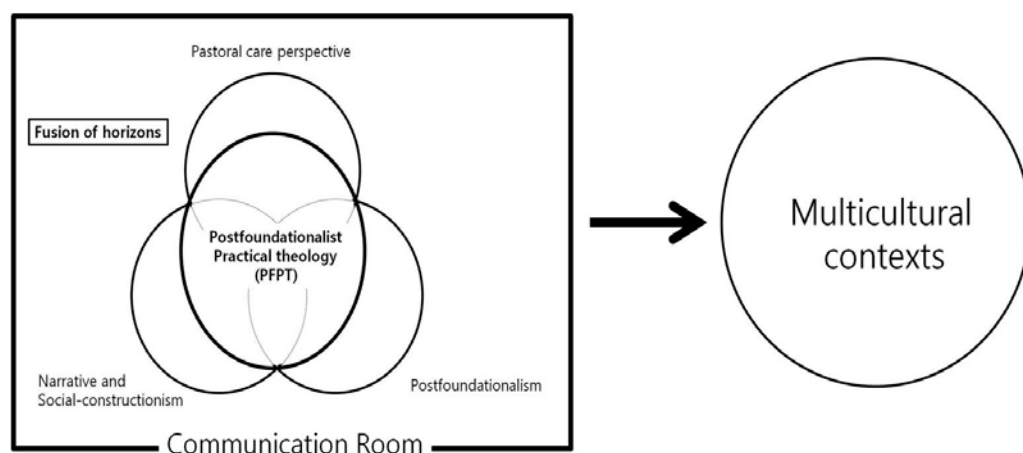 Pastoral care perspective
Fusion of horizons
Postfoundationalist
Practical theology
(PFPT)
Narrative and
Social-constructionism
Postfoundationalism
Communication Room
Multicultural
contexts